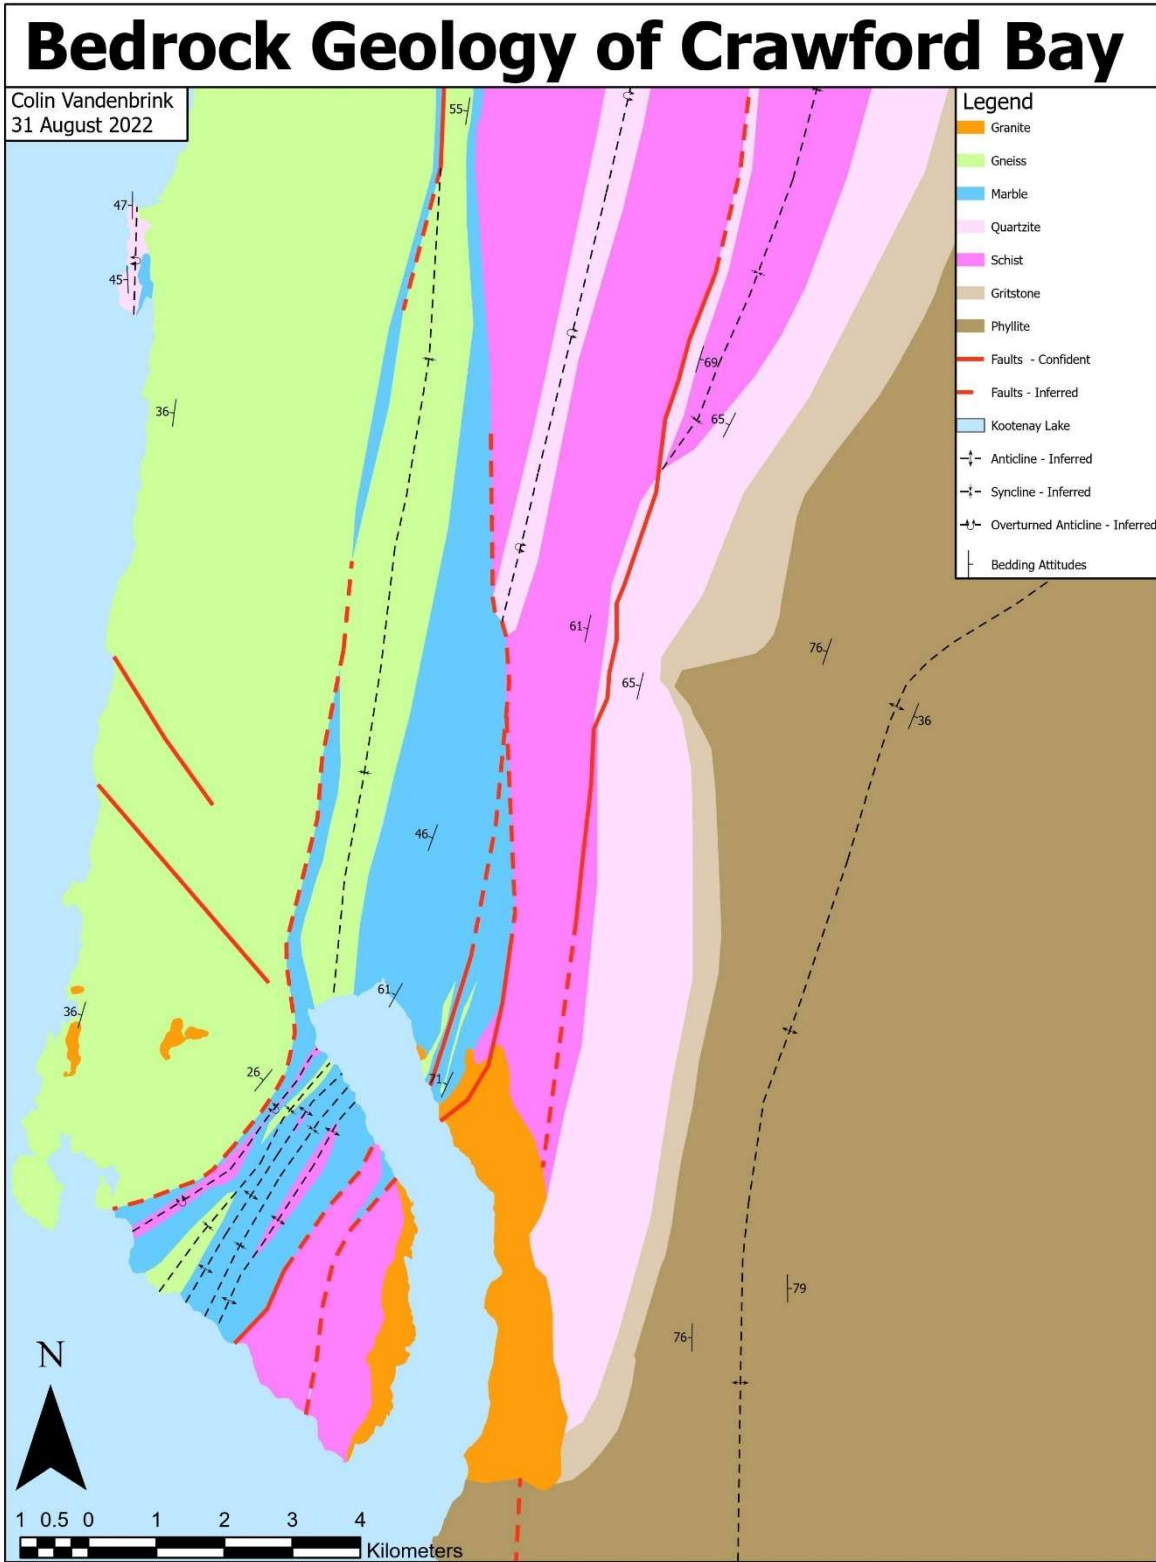 Bedrock Geology of Crawford Bay
Colin Vandenbrink
31 August 2022
Legend
Granite
Gneiss
Marble
Quartzite
Schist
Gritstone
Phyllite
Faults - Confident
Faults - Inferred
Kootenay Lake
Anticline - Inferred
Syncline - Inferred
Overturned Anticline - Inferred
Bedding Attitudes
55
47
45
36
69
65
61
65
76
36
46
61
36
26
71
79
76
N
1 0.5 0 1 2 3 4
Kilometers